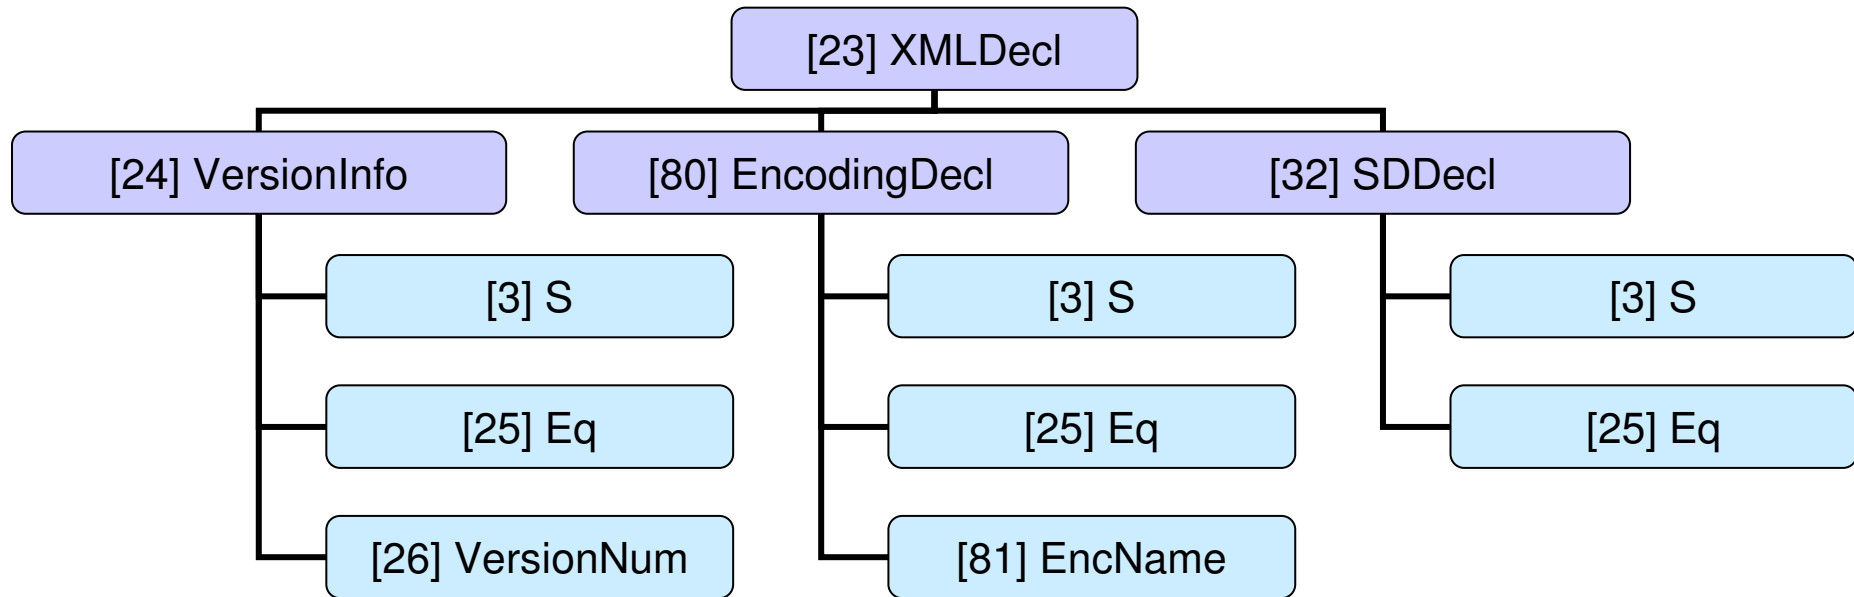 [23] XMLDecl
[24] VersionInfo
[80] EncodingDecl
[32] SDDecl
[3] S
[3] S
[3] S
[25] Eq
[25] Eq
[25] Eq
[26] VersionNum
[81] EncName